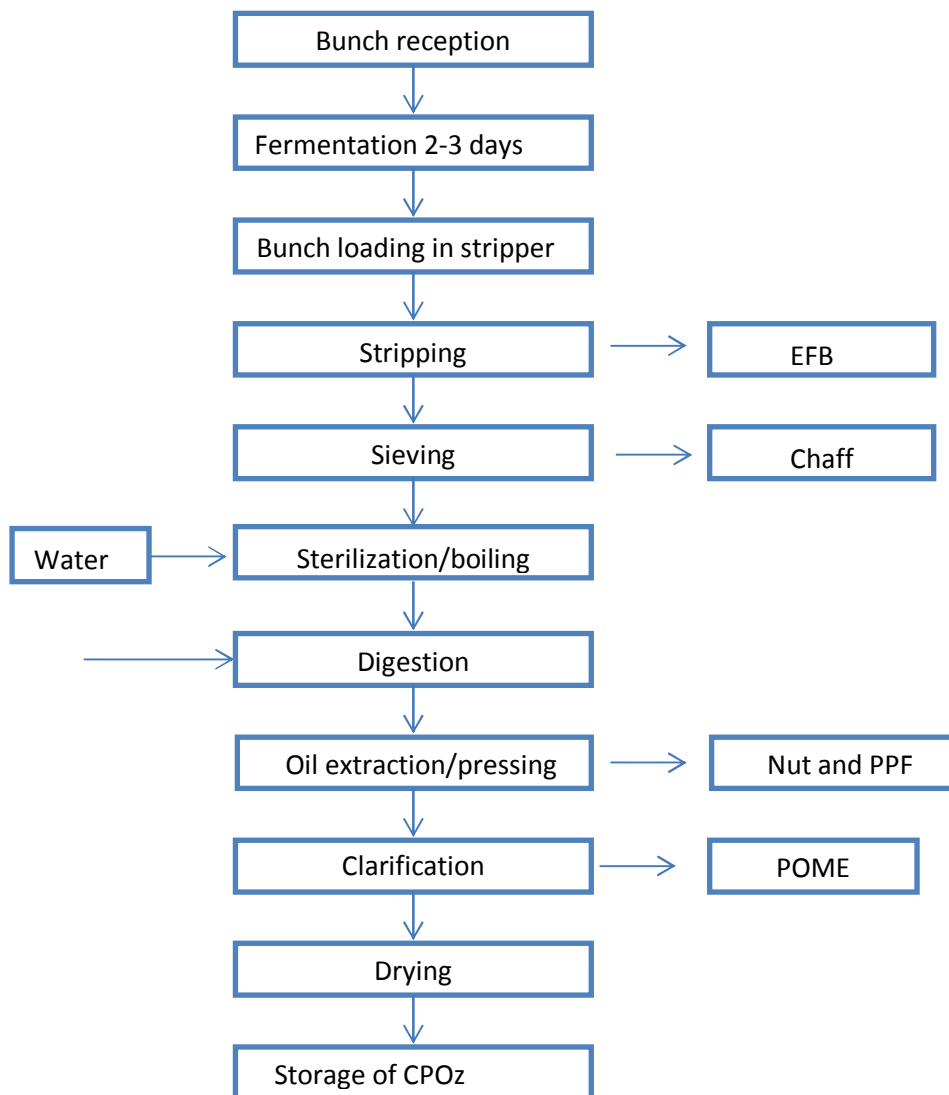 Bunch reception
Fermentation 2-3 days
Bunch loading in stripper
Stripping
EFB
Sieving
Chaff
Water
Sterilization/boiling
Digestion
Oil extraction/pressing
Nut and PPF
Clarification
POME
Drying
Storage of CPOz